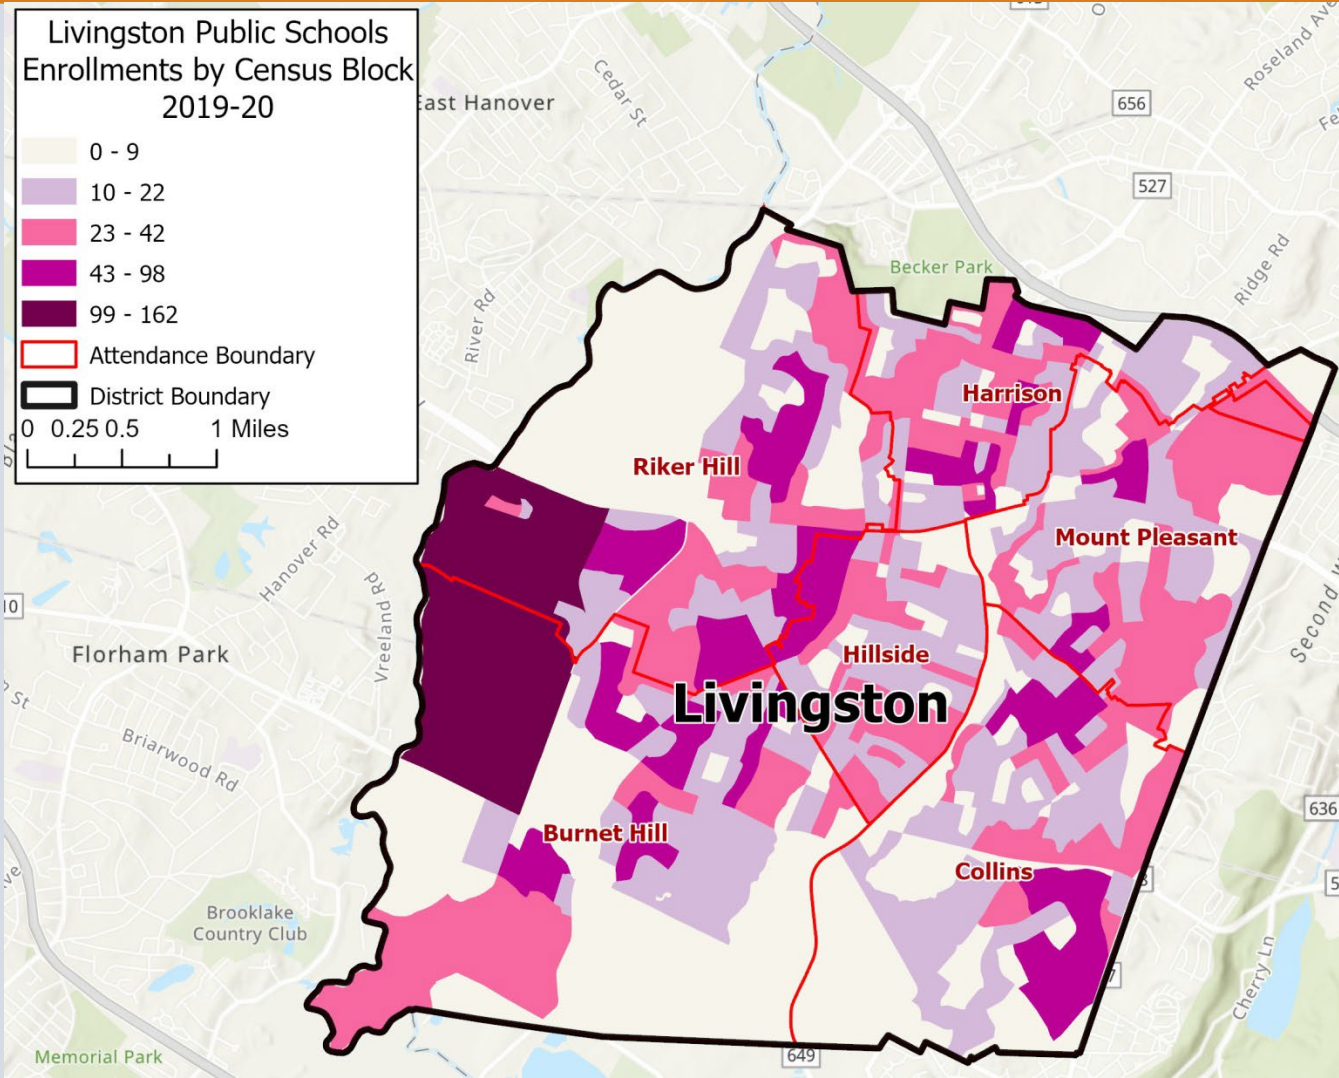 Livingston Public Schools
Enrollments by Census Block
2019-20
0 - 9
10 - 22
23 - 42
43 - 98
99 - 162
Attendance Boundary
District Boundary
0 0.25 0.5 1 Miles
East Hanover
Cedar St
656
Roseland Ave
527
Becker Park
Ridge Rd
River Rd
Harrison
Riker Hill
Hanover Rd
Mount Pleasant
10
Vreeland Rd
Florham Park
Hillside
Livingston
Briarwood Rd
636
Burnet Hill
Collins
Brooklake
Country Club
Cherry Ln
Memorial Park
649